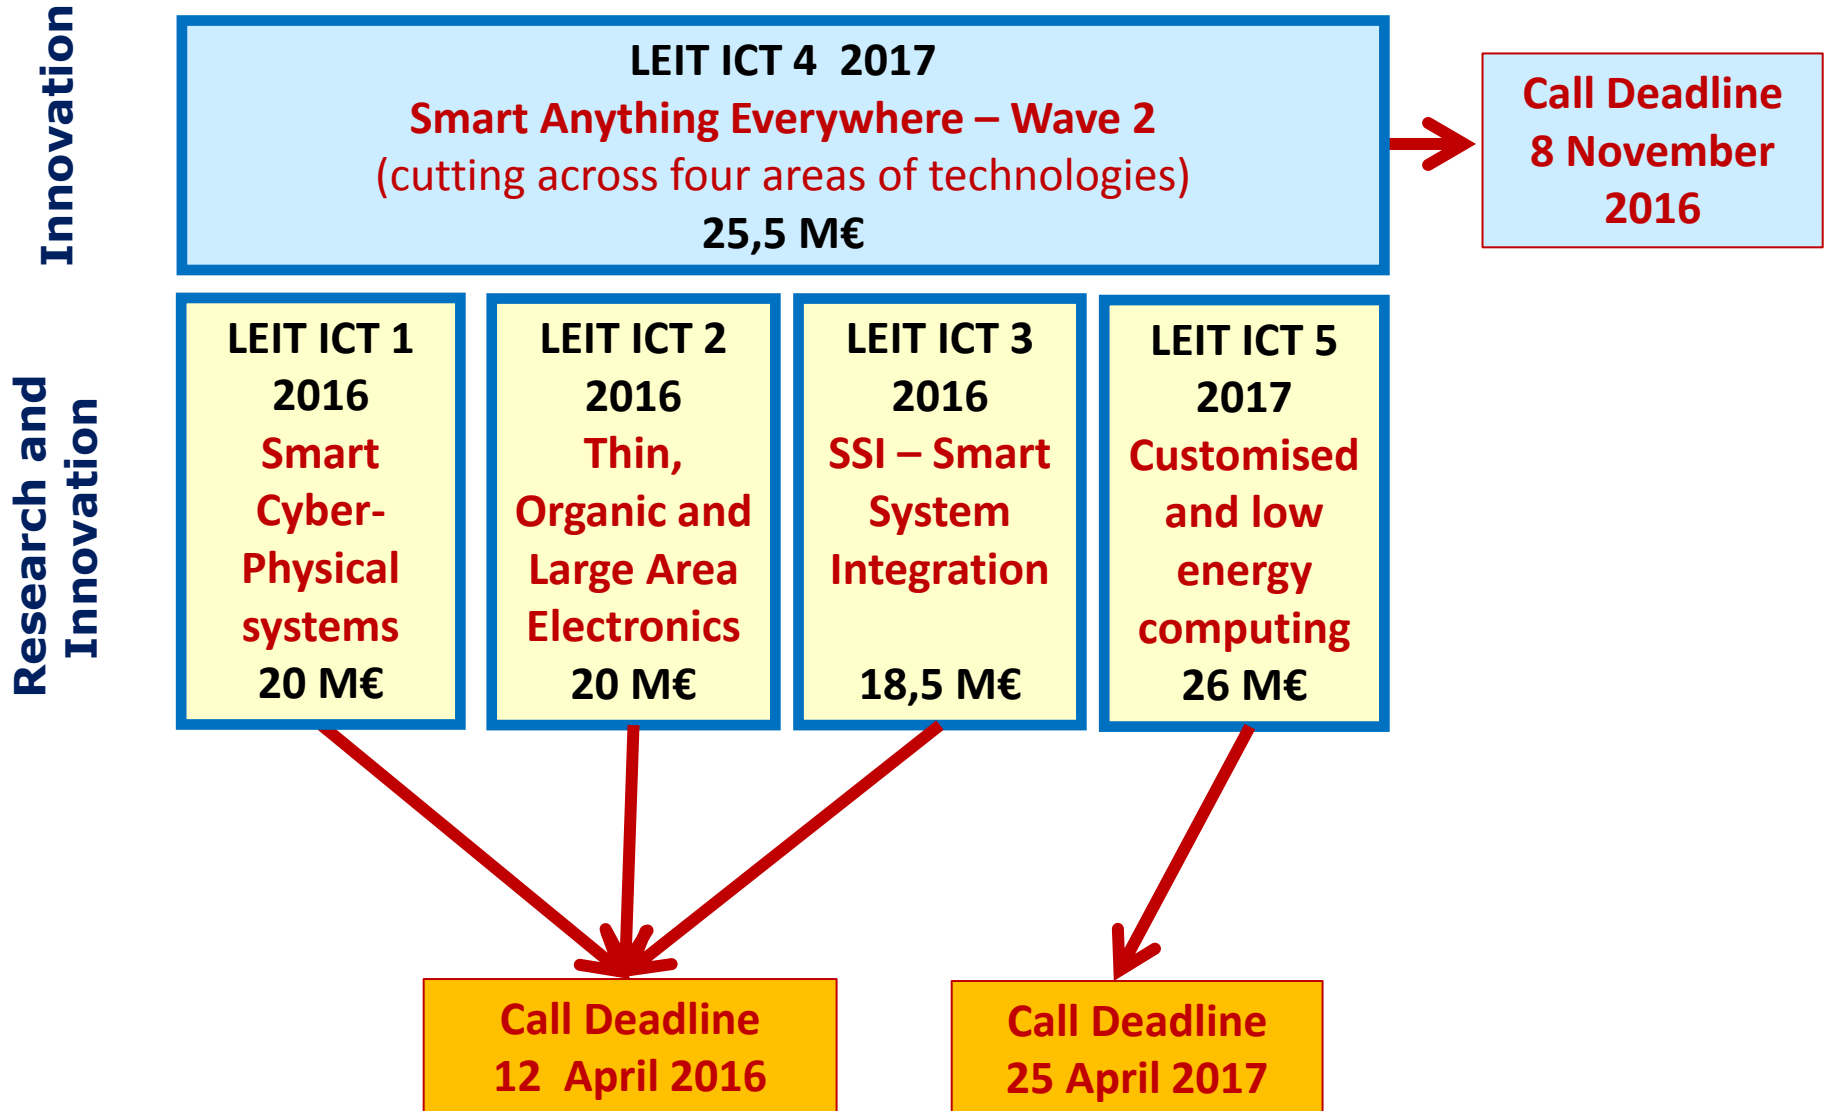 Innovation
LEIT ICT 4  2017
Smart Anything Everywhere – Wave 2
(cutting across four areas of technologies)
25,5 M€
Call Deadline
8 November
2016
Research and
Innovation
LEIT ICT 1
2016
Smart
Cyber-
Physical
systems
20 M€
LEIT ICT 2
2016
Thin,
Organic and
Large Area
Electronics
20 M€
LEIT ICT 3
2016
SSI – Smart
System
Integration
18,5 M€
LEIT ICT 5
2017
Customised
and low
energy
computing
26 M€
Call Deadline
12  April 2016
Call Deadline
25 April 2017